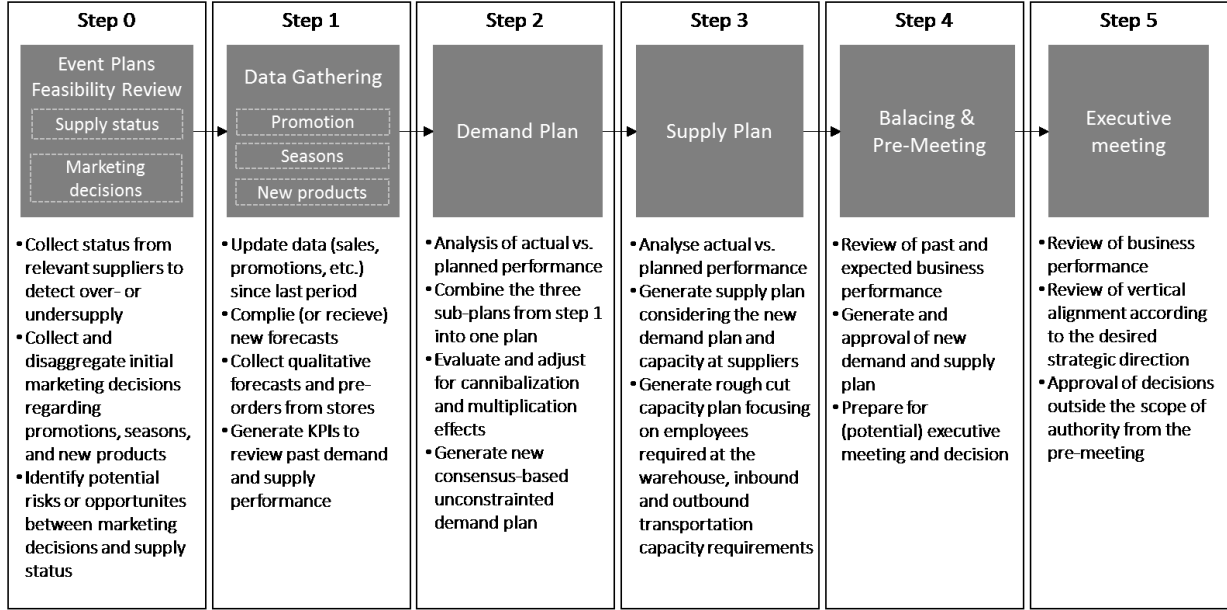 Step 0
Event Plans
Feasibility Review
Supply status
Marketing
decisions
• Collect status from
relevant suppliers to
detect over- or
undersupply
• Collect and
disaggregate initial
marketing decisions
regarding
promotions, seasons,
and new products
• Identify potential
risks or opportunites
between marketing
decisions and supply
status
Step 1
Data Gathering
Promotion
Seasons
New products
• Update data (sales,
promotions, etc.)
since last period
• Complie (or recieve)
new forecasts
• Collect qualitative
forecasts and pre-
orders from stores
• Generate KPIs to
review past demand
and supply
performance
Step 2
Demand Plan
• Analysis of actual vs.
planned performance
• Combine the three
sub-plans from step 1
into one plan
• Evaluate and adjust
for cannibalization
and multiplication
effects
• Generate new
consensus-based
unconstrainted
demand plan
Step 3
Supply Plan
• Analyse actual vs.
planned performance
• Generate supply plan
considering the new
demand plan and
capacity at suppliers
• Generate rough cut
capacity plan focusing
on employees
required at the
warehouse, inbound
and outbound
transportation
capacity requirements
Step 4
Balacing &
Pre-Meeting
• Review of past and
expected business
performance
• Generate and
approval of new
demand and supply
plan
• Prepare for
(potential) executive
meeting and decision
Step 5
Executive
meeting
• Review of business
performance
• Review of vertical
alignment according
to the desired
strategic direction
• Approval of decisions
outside the scope of
authority from the
pre-meeting